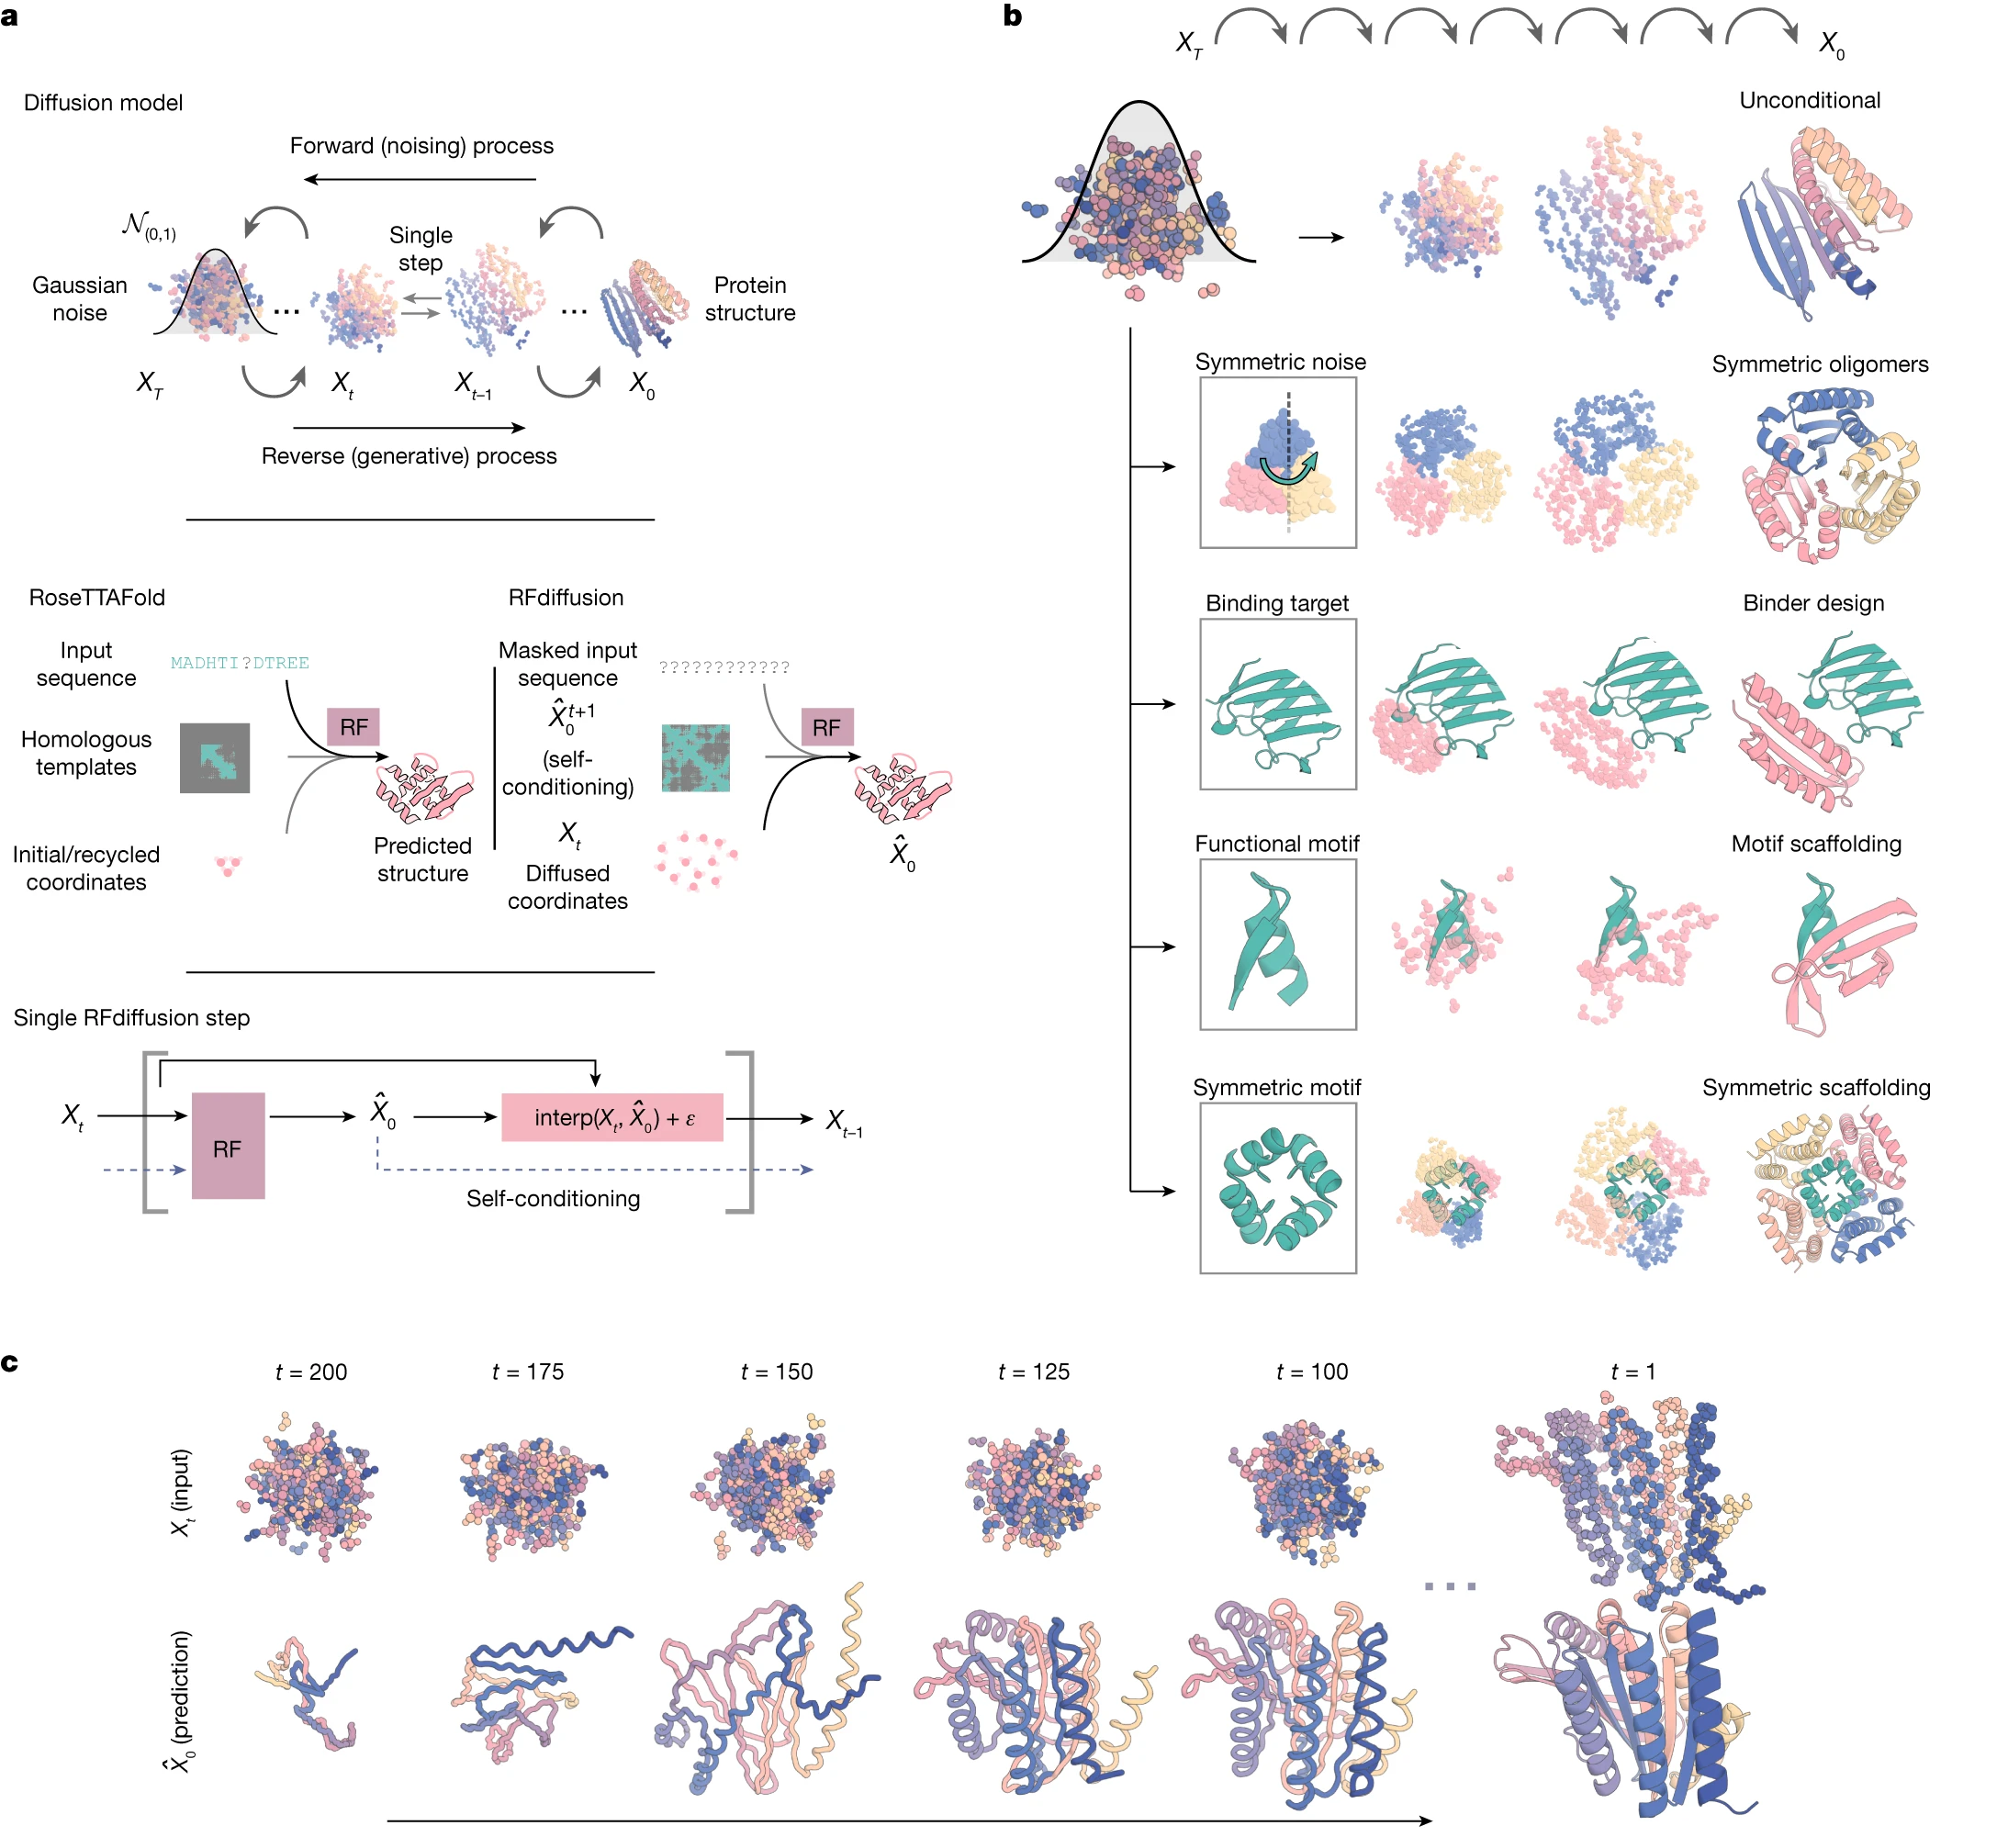 a
Diffusion model
Forward (noising) process
𝒩(0,1)
Single
step
Gaussian
noise
...
...
Protein
structure
X_T
X_t
X_t–1
X_0
Reverse (generative) process
RoseTTAFold
RFdiffusion
Input
sequence
MADHTI?DTREE
Masked input
sequence
????????????
X̂_0^t+1
(self-
conditioning)
RF
RF
Homologous
templates
X_t
Initial/recycled
coordinates
Predicted
structure
Diffused
coordinates
X̂_0
Single RFdiffusion step
X_t
RF
X̂_0
interp(X_t, X̂_0) + ε
X_t–1
Self-conditioning
b
X_T
X_0
Unconditional
Symmetric noise
Symmetric oligomers
Binding target
Binder design
Functional motif
Motif scaffolding
Symmetric motif
Symmetric scaffolding
c
t = 200
t = 175
t = 150
t = 125
t = 100
t = 1
X_t (input)
...
X̂_0 (prediction)